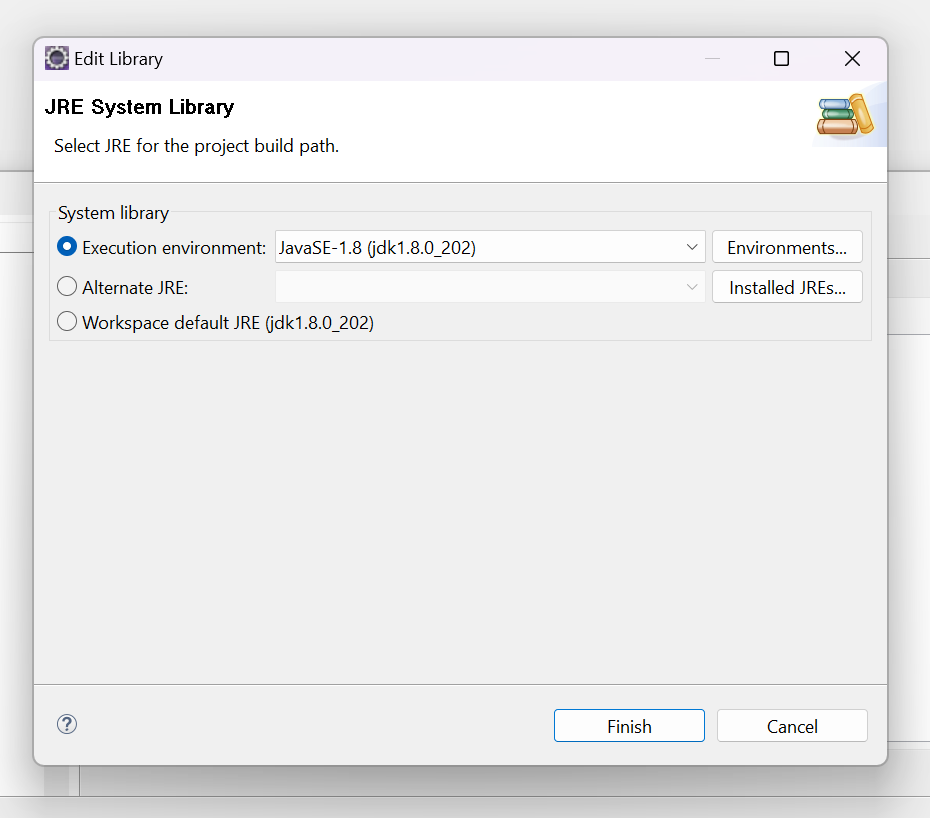 Edit Library
JRE System Library
Select JRE for the project build path.
System library
Execution environment: JavaSE-1.8 (jdk1.8.0_202) Environments...
Alternate JRE: Installed JREs...
Workspace default JRE (jdk1.8.0_202)
? Finish Cancel